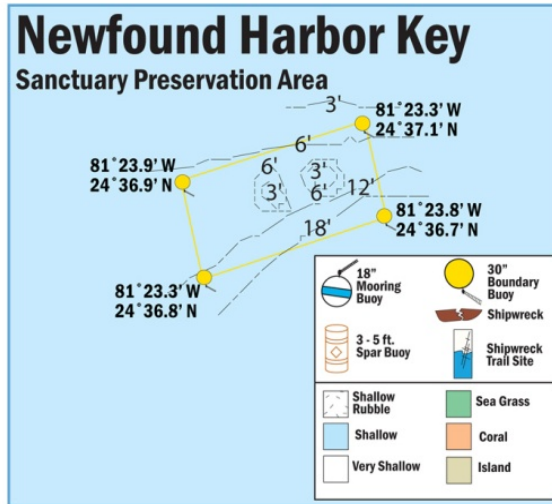 Newfound Harbor Key
Sanctuary Preservation Area
3'
81˚23.3' W
24˚37.1' N
6'
81˚23.9' W
24˚36.9' N
6'
3'
3'
6'
12'
18'
81˚23.8' W
24˚36.7' N
81˚23.3' W
24˚36.8' N
18"
Mooring
Buoy
30"
Boundary
Buoy
Shipwreck
3 - 5 ft.
Spar Buoy
Shipwreck
Trail Site
Shallow
Rubble
Sea Grass
Shallow
Coral
Very Shallow
Island